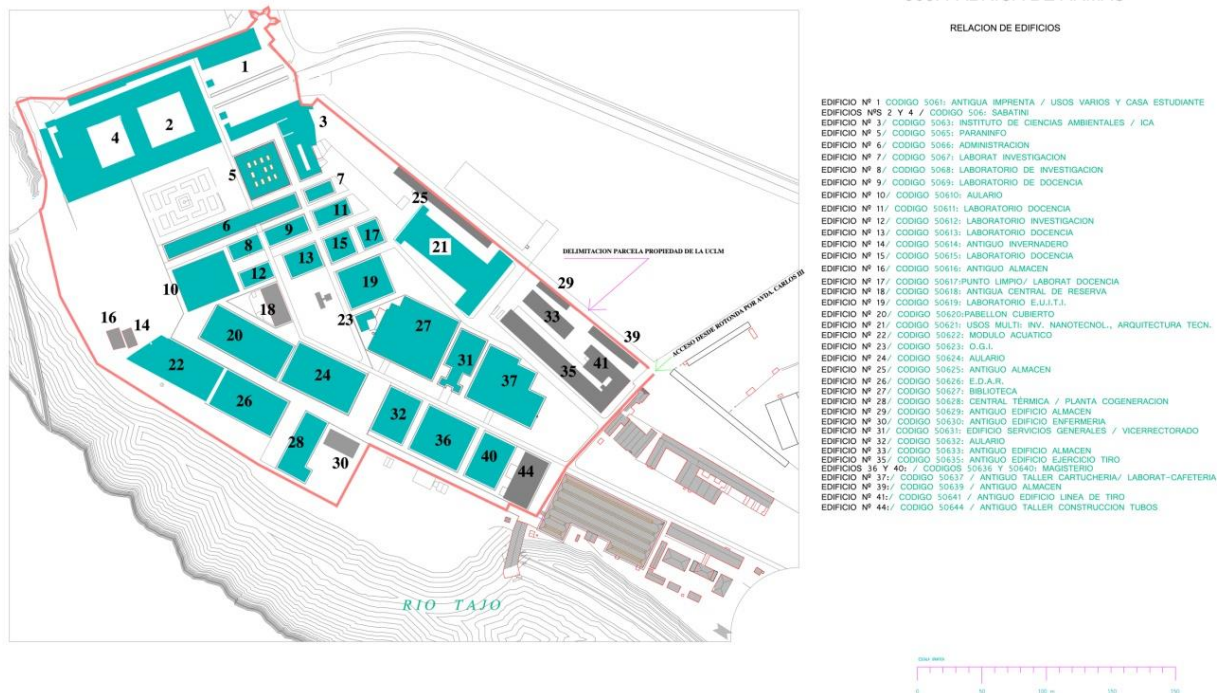 RELACION DE EDIFICIOS
EDIFICIO Nº 1 CODIGO 5061: ANTIGUA IMPRENTA / USOS VARIOS Y CASA ESTUDIANTE
EDIFICIOS NºS 2 Y 4 / CODIGO 506: SABATINI
EDIFICIO Nº 3/ CODIGO 5063: INSTITUTO DE CIENCIAS AMBIENTALES / ICA
EDIFICIO Nº 5/ CODIGO 5065: PARANINFO
EDIFICIO Nº 6/ CODIGO 5066: ADMINISTRACION
EDIFICIO Nº 7/ CODIGO 5067: LABORAT INVESTIGACION
EDIFICIO Nº 8/ CODIGO 5068: LABORATORIO DE INVESTIGACION
EDIFICIO Nº 9/ CODIGO 5069: LABORATORIO DE DOCENCIA
EDIFICIO Nº 10/ CODIGO 50610: AULARIO
EDIFICIO Nº 11/ CODIGO 50611: LABORATORIO DOCENCIA
EDIFICIO Nº 12/ CODIGO 50612: LABORATORIO INVESTIGACION
EDIFICIO Nº 13/ CODIGO 50613: LABORATORIO DOCENCIA
EDIFICIO Nº 14/ CODIGO 50614: ANTIGUO INVERNADERO
EDIFICIO Nº 15/ CODIGO 50615: LABORATORIO DOCENCIA
EDIFICIO Nº 16/ CODIGO 50616: ANTIGUO ALMACEN
EDIFICIO Nº 17/ CODIGO 50617:PUNTO LIMPIO/ LABORAT DOCENCIA
EDIFICIO Nº 18/ CODIGO 50618: ANTIGUA CENTRAL DE RESERVA
EDIFICIO Nº 19/ CODIGO 50619: LABORATORIO E.U.I.T.I.
EDIFICIO Nº 20/ CODIGO 50620:PABELLON CUBIERTO
EDIFICIO Nº 21/ CODIGO 50621: USOS MULTI: INV. NANOTECNOL., ARQUITECTURA TECN.
EDIFICIO Nº 22/ CODIGO 50622: MODULO ACUATICO
EDIFICIO Nº 23/ CODIGO 50623: O.G.I.
EDIFICIO Nº 24/ CODIGO 50624: AULARIO
EDIFICIO Nº 25/ CODIGO 50625: ANTIGUO ALMACEN
EDIFICIO Nº 26/ CODIGO 50626: E.D.A.R.
EDIFICIO Nº 27/ CODIGO 50627: BIBLIOTECA
EDIFICIO Nº 28/ CODIGO 50628: CENTRAL TÉRMICA / PLANTA COGENERACION
EDIFICIO Nº 29/ CODIGO 50629: ANTIGUO EDIFICIO ALMACEN
EDIFICIO Nº 30/ CODIGO 50630: ANTIGUO EDIFICIO ENFERMERIA
EDIFICIO Nº 31/ CODIGO 50631: EDIFICIO SERVICIOS GENERALES / VICERRECTORADO
EDIFICIO Nº 32/ CODIGO 50632: AULARIO
EDIFICIO Nº 33/ CODIGO 50633: ANTIGUO EDIFICIO ALMACEN
EDIFICIO Nº 35/ CODIGO 50635: ANTIGUO EDIFICIO EJERCICIO TIRO
EDIFICIOS 36 Y 40: / CODIGOS 50636 Y 50640: MAGISTERIO
EDIFICIO Nº 37:/ CODIGO 50637 / ANTIGUO TALLER CARTUCHERIA/ LABORAT-CAFETERIA
EDIFICIO Nº 39:/ CODIGO 50639 / ANTIGUO ALMACEN
EDIFICIO Nº 41:/ CODIGO 50641 / ANTIGUO EDIFICIO LINEA DE TIRO
EDIFICIO Nº 44:/ CODIGO 50644 / ANTIGUO TALLER CONSTRUCCION TUBOS
1
2
4
3
5
7
25
6
11
9
8
15
17
21
DELIMITACION PARCELA PROPIEDAD DE LA UCLM
13
12
10
19
29
18
33
23
16
14
27
39
ACCESO DESDE ROTONDA POR AVDA. CARLOS III
20
31
41
22
24
37
35
26
32
36
28
40
30
44
RIO TAJO
0
50
100 m
150